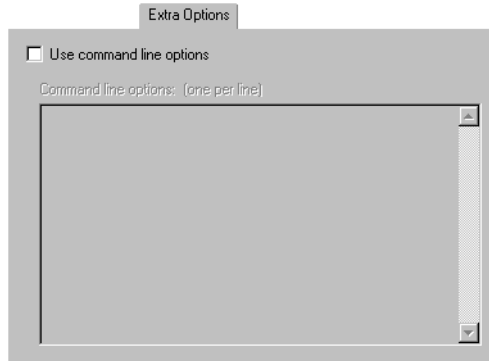 Extra Options
Use command line options
Command line options: (one per line)